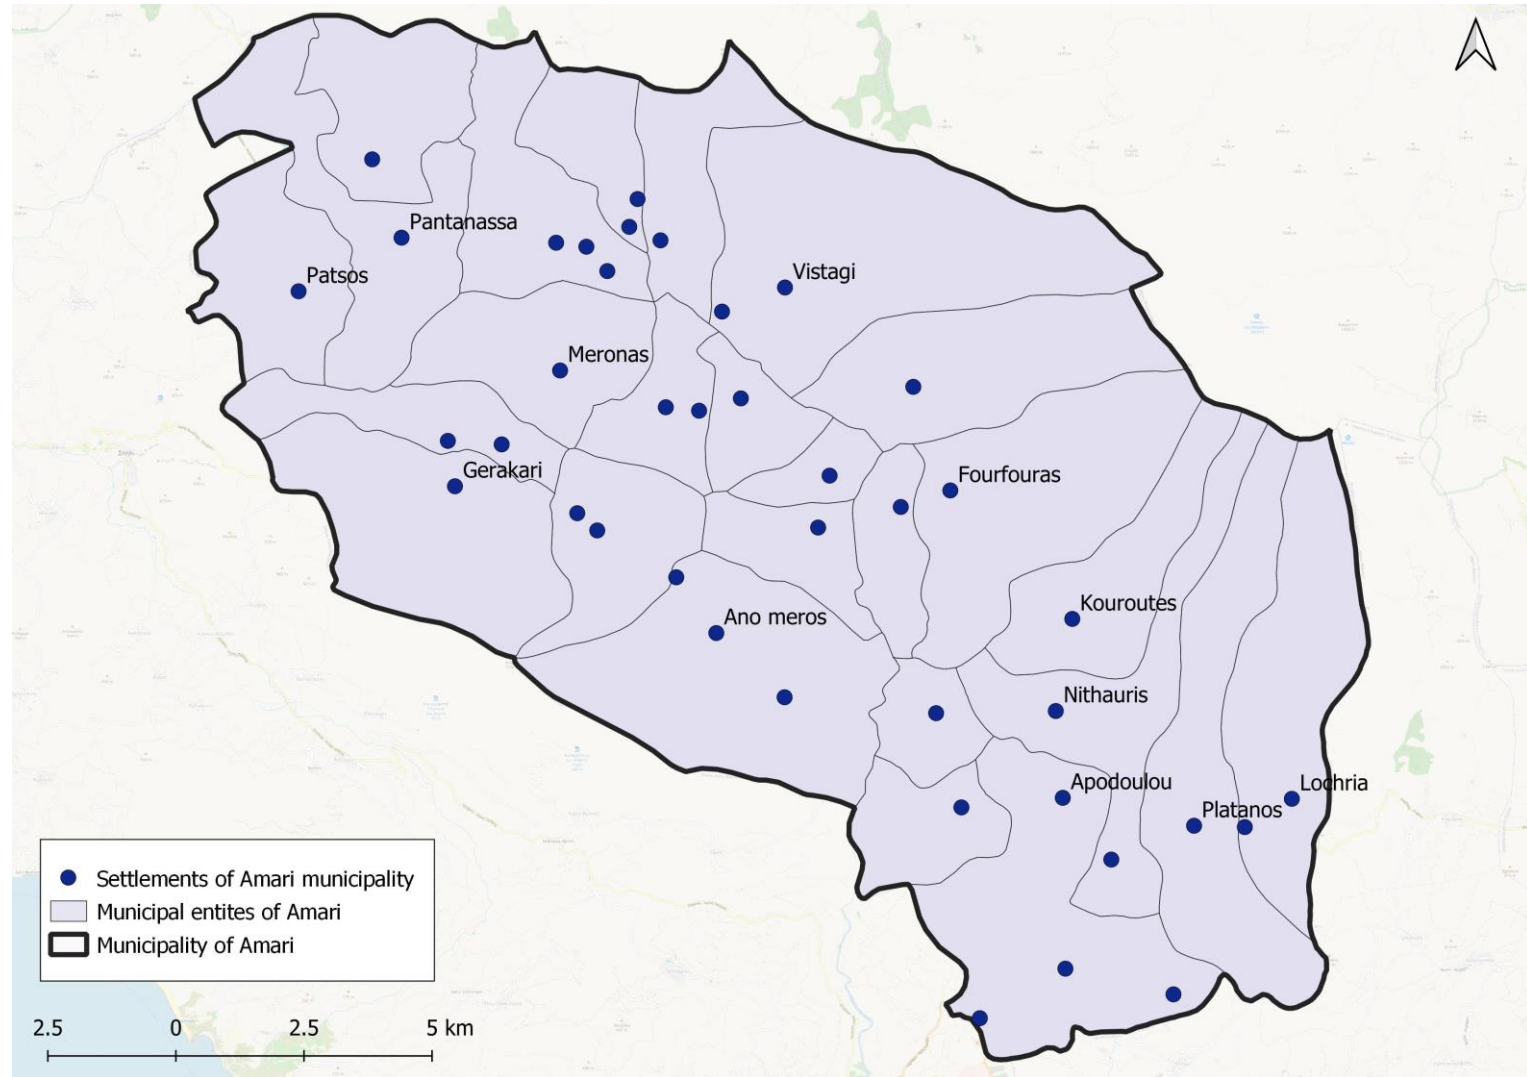 Pantanassa
Patsos
Vistagi
Meronas
Gerakari
Fourfouras
Kouroutes
Ano meros
Nithauris
Apodoulou
Lochria
Platanos
Settlements of Amari municipality
Municipal entites of Amari
Municipality of Amari
2.5 0 2.5 5 km